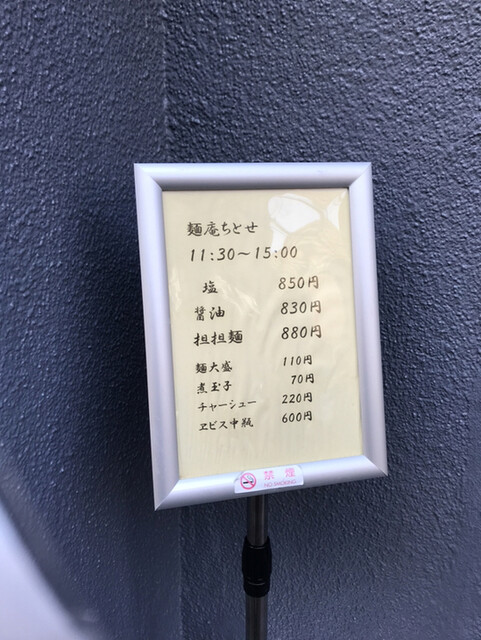 麺庵ちとせ
11:30～15:00
塩 850円
醤油 830円
担担麺 880円
麺大盛 110円
煮玉子 70円
チャーシュー 220円
ヱビス中瓶 600円
禁煙
NO SMOKING